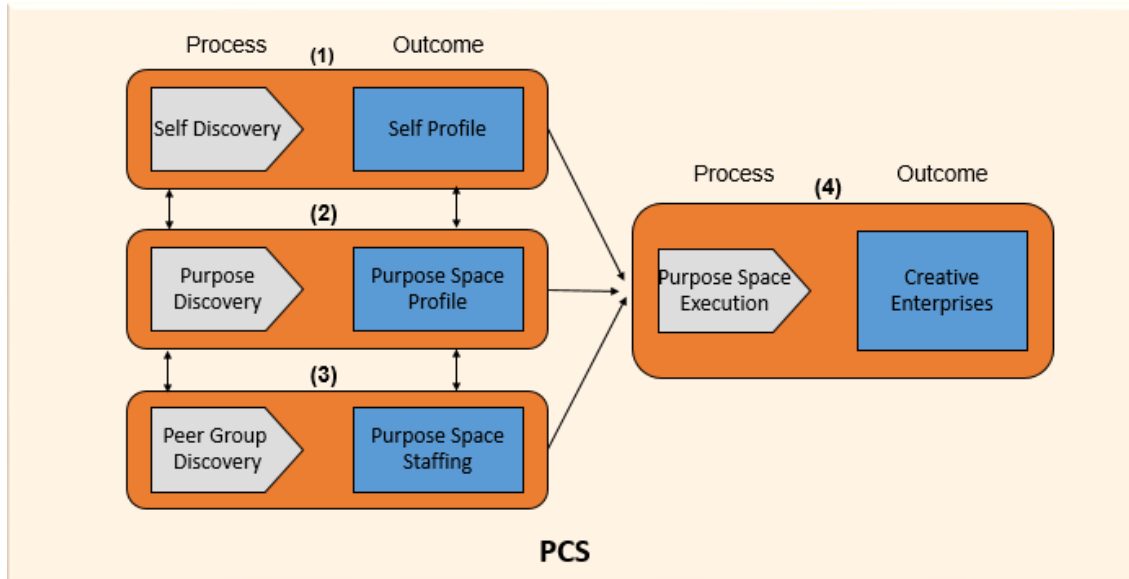 Process Outcome
(1)
Self Discovery
Self Profile
(2)
Purpose
Discovery
Purpose Space
Profile
(3)
Peer Group
Discovery
Purpose Space
Staffing
Process Outcome
(4)
Purpose Space
Execution
Creative
Enterprises
PCS